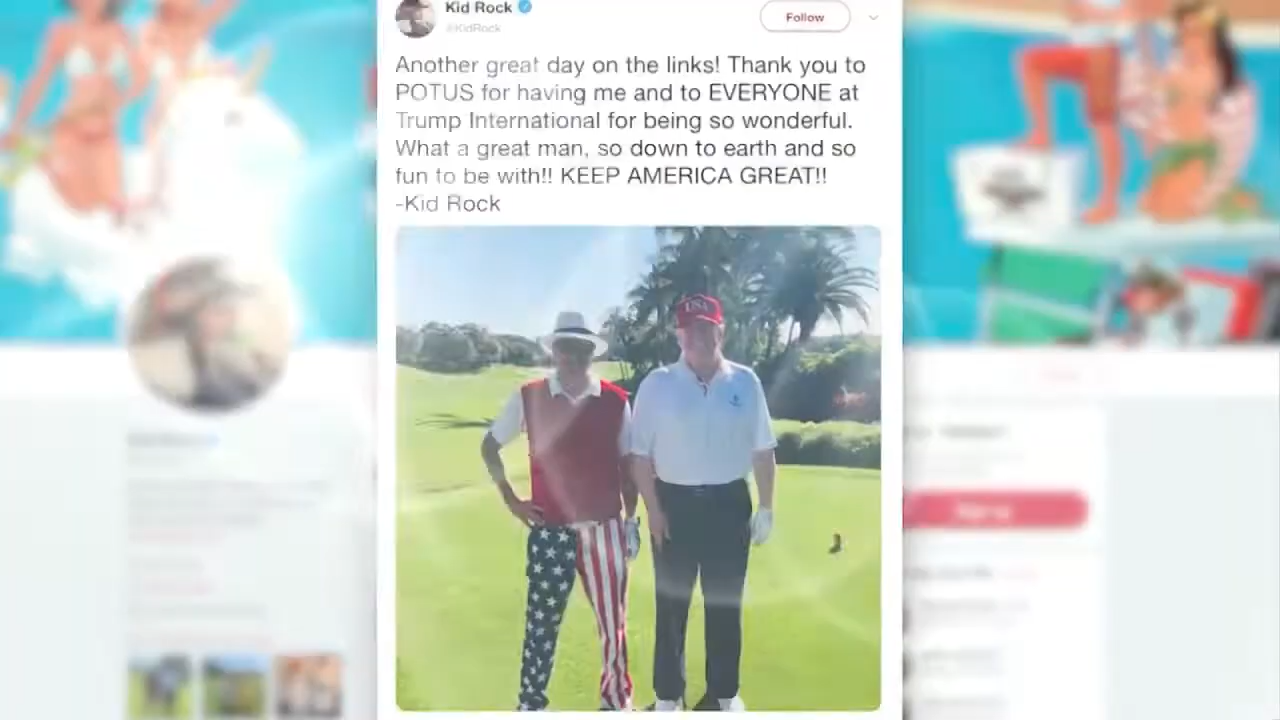 Kid Rock
@KidRock
Follow
Another great day on the links! Thank you to
POTUS for having me and to EVERYONE at
Trump International for being so wonderful.
What a great man, so down to earth and so
fun to be with!! KEEP AMERICA GREAT!!
-Kid Rock
USA